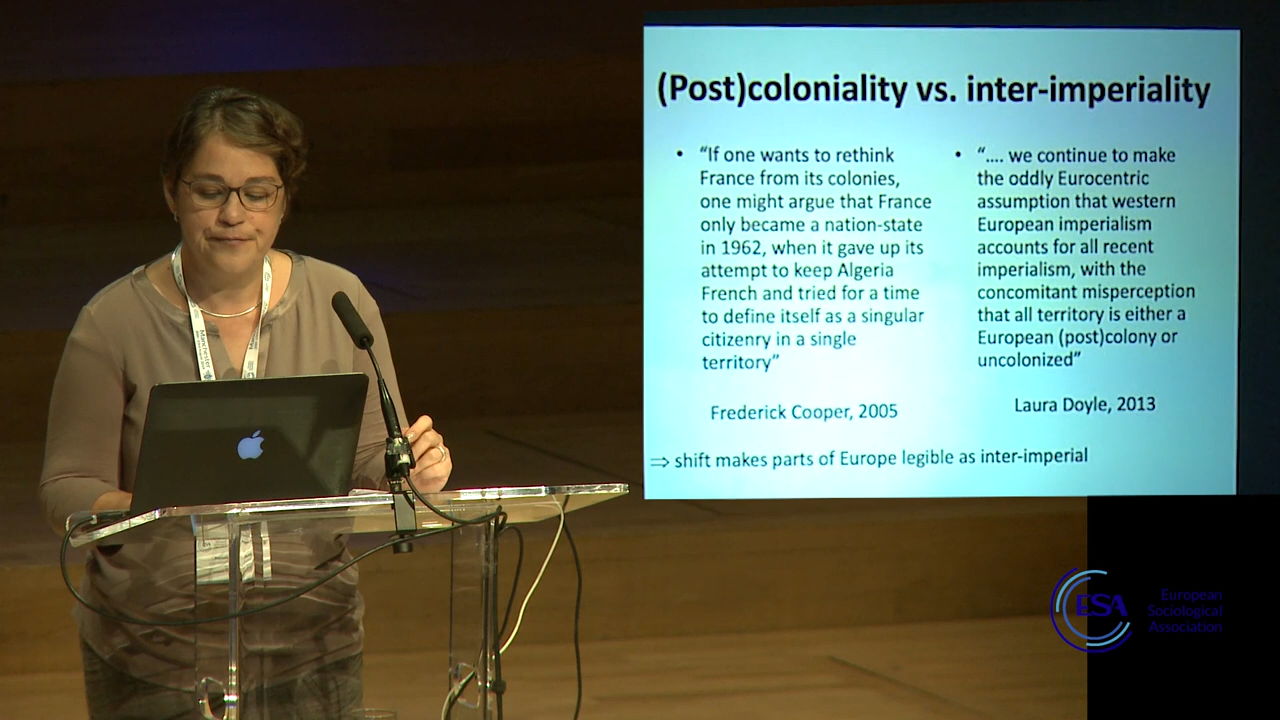 (Post)coloniality vs. inter-imperiality
• “If one wants to rethink
France from its colonies,
one might argue that France
only became a nation-state
in 1962, when it gave up its
attempt to keep Algeria
French and tried for a time
to define itself as a singular
citizenry in a single
territory”
Frederick Cooper, 2005
• “.... we continue to make
the oddly Eurocentric
assumption that western
European imperialism
accounts for all recent
imperialism, with the
concomitant misperception
that all territory is either a
European (post)colony or
uncolonized”
Laura Doyle, 2013
⇒ shift makes parts of Europe legible as inter-imperial
Manchester
ESA
European
Sociological
Association